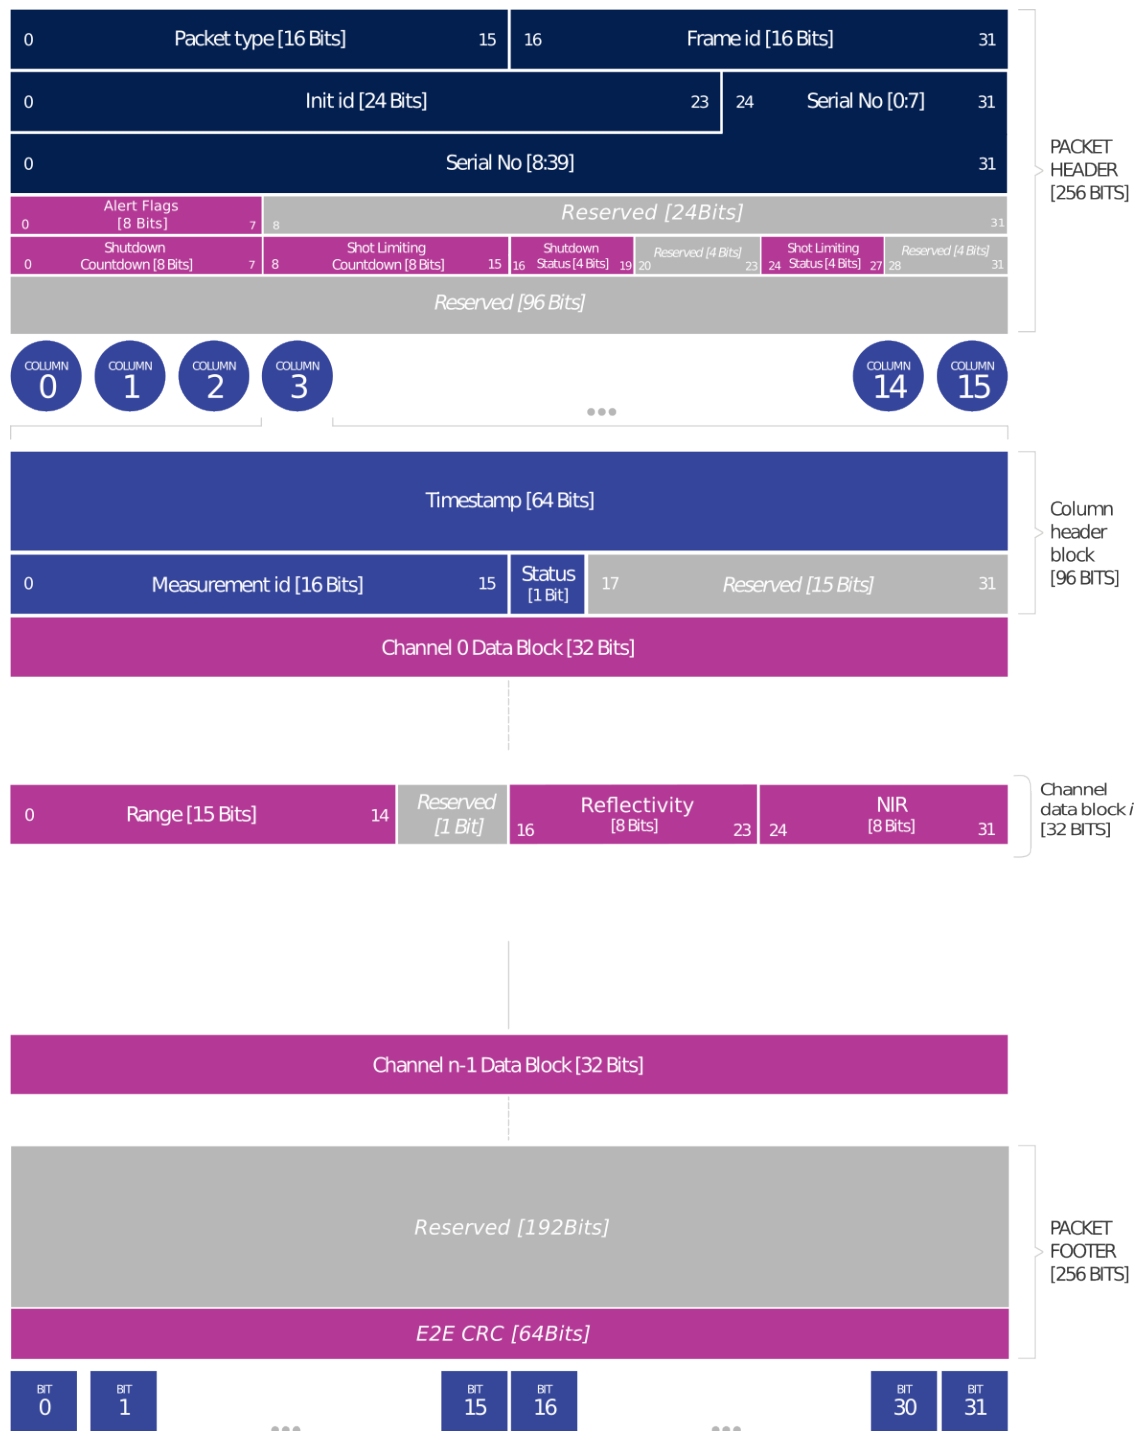 0 Packet type [16 Bits] 15 16 Frame id [16 Bits] 31
0 Init id [24 Bits] 23 24 Serial No [0:7] 31
0 Serial No [8:39] 31
PACKET
HEADER
[256 BITS]
Alert Flags
[8 Bits]
0 7 8 Reserved [24Bits] 31
Shutdown
Countdown [8 Bits]
0 7
Shot Limiting
Countdown [8 Bits]
8 15
Shutdown
Status [4 Bits]
16 19
Reserved [4 Bits]
20 23
Shot Limiting
Status [4 Bits]
24 27
Reserved [4 Bits]
28 31
Reserved [96 Bits]
COLUMN
0
COLUMN
1
COLUMN
2
COLUMN
3
COLUMN
14
COLUMN
15
Timestamp [64 Bits]
Column
header
block
[96 BITS]
0 Measurement id [16 Bits] 15
Status
[1 Bit]
17 Reserved [15 Bits] 31
Channel 0 Data Block [32 Bits]
0 Range [15 Bits] 14
Reserved
[1 Bit]
Reflectivity
[8 Bits]
16 23
NIR
[8 Bits]
24 31
Channel
data block i
[32 BITS]
Channel n-1 Data Block [32 Bits]
Reserved [192Bits]
PACKET
FOOTER
[256 BITS]
E2E CRC [64Bits]
BIT
0
BIT
1
BIT
15
BIT
16
BIT
30
BIT
31